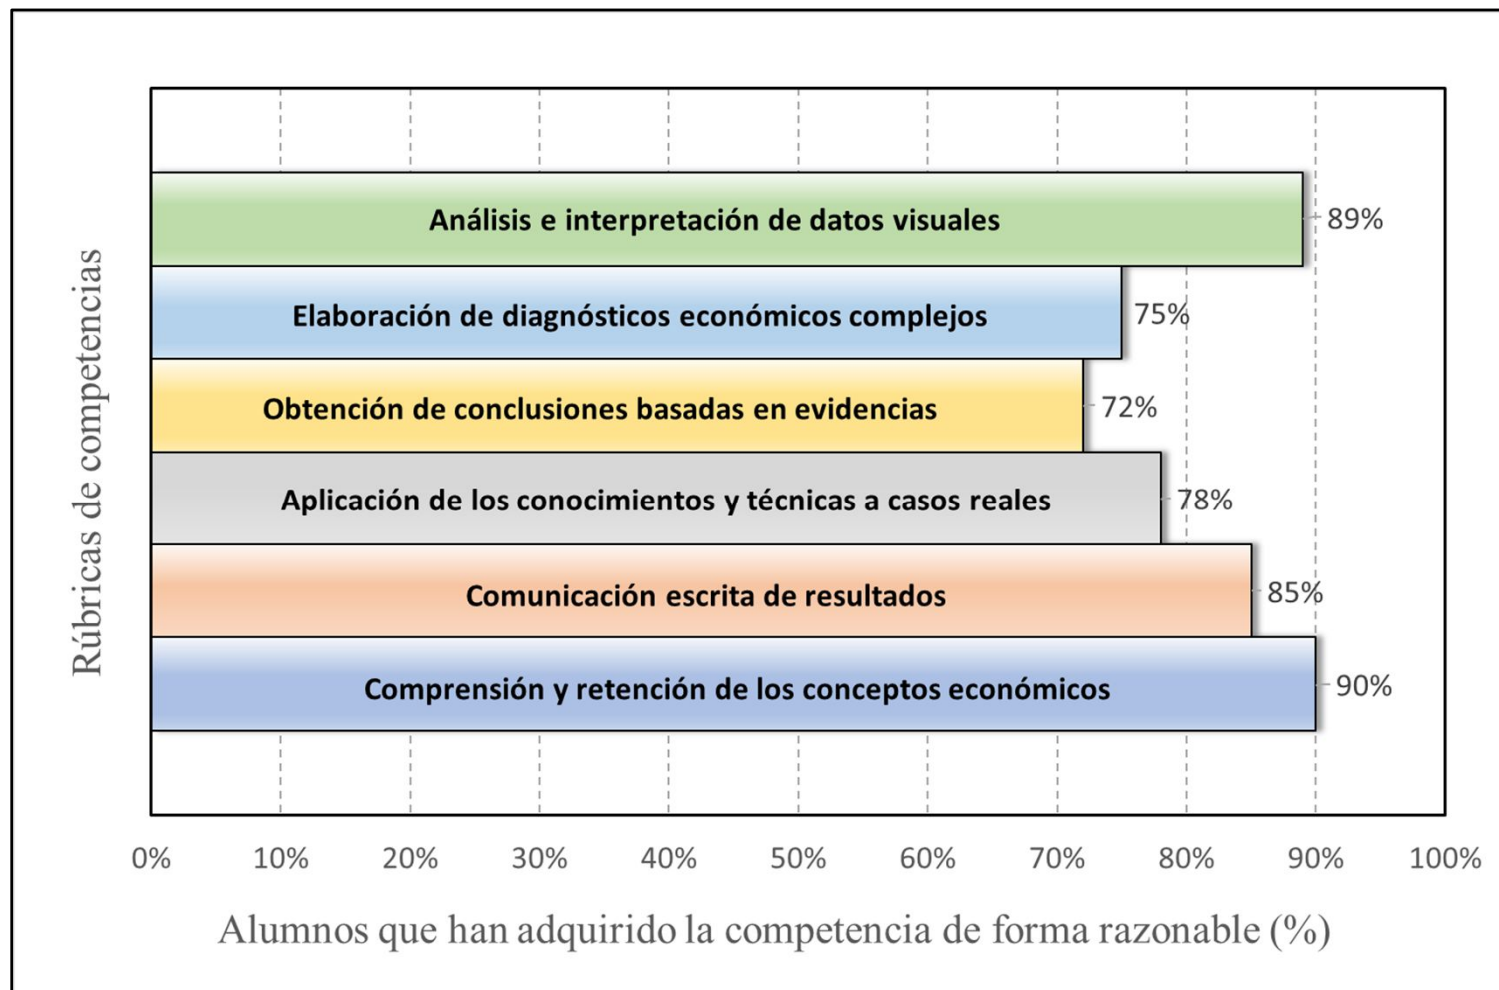 Rúbricas de competencias
Análisis e interpretación de datos visuales
89%
Elaboración de diagnósticos económicos complejos
75%
Obtención de conclusiones basadas en evidencias
72%
Aplicación de los conocimientos y técnicas a casos reales
78%
Comunicación escrita de resultados
85%
Comprensión y retención de los conceptos económicos
90%
0% 10% 20% 30% 40% 50% 60% 70% 80% 90% 100%
Alumnos que han adquirido la competencia de forma razonable (%)